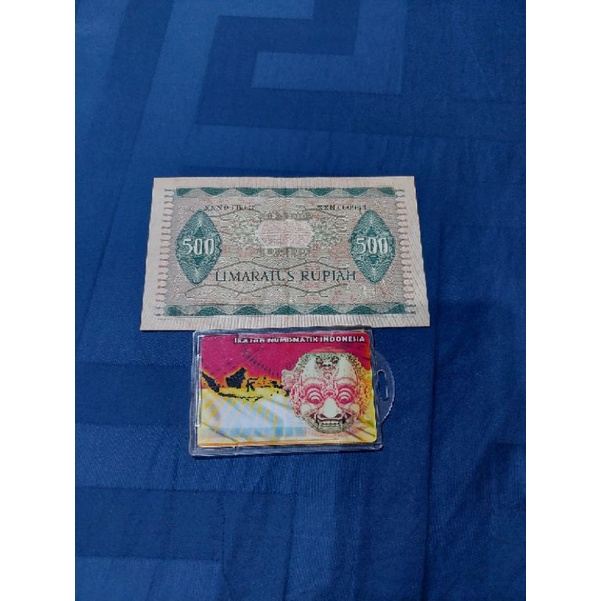 500
500
LIMARATUS RUPIAH
IKATAN NUMISMATIK INDONESIA